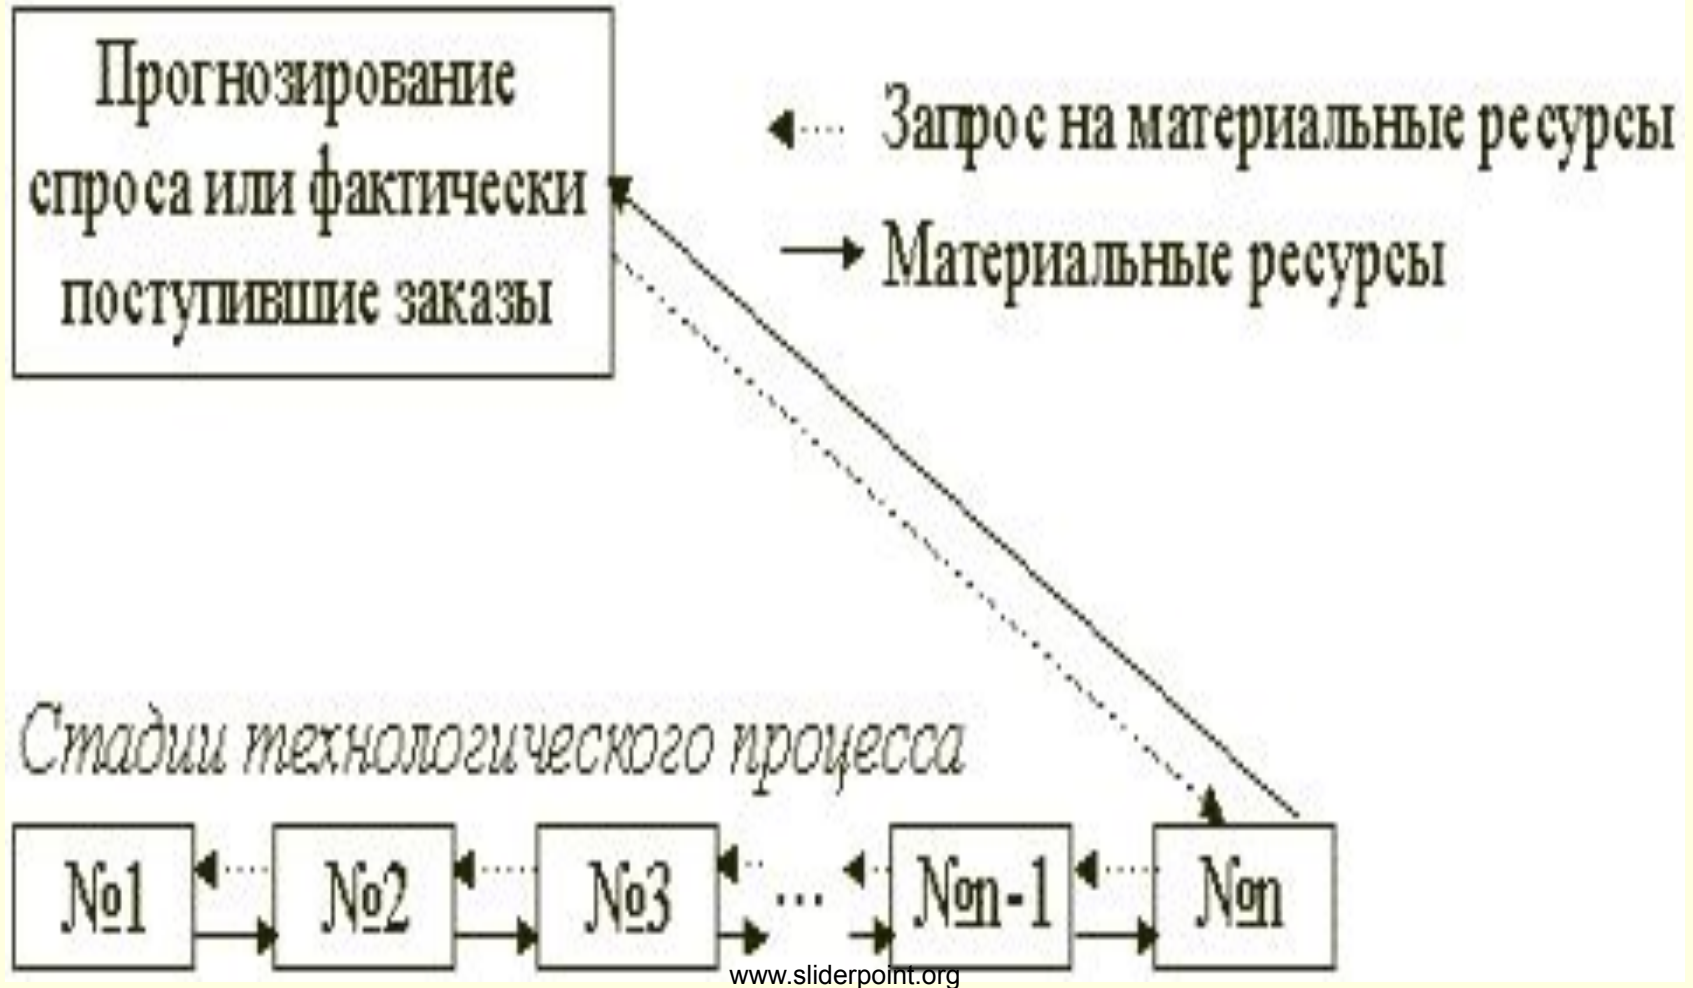 Прогнозирование
спроса или фактически
поступившие заказы
Запрос на материальные ресурсы
Материальные ресурсы
Стадии технологического процесса
№1 №2 №3 ... №n-1 №n
www.sliderpoint.org